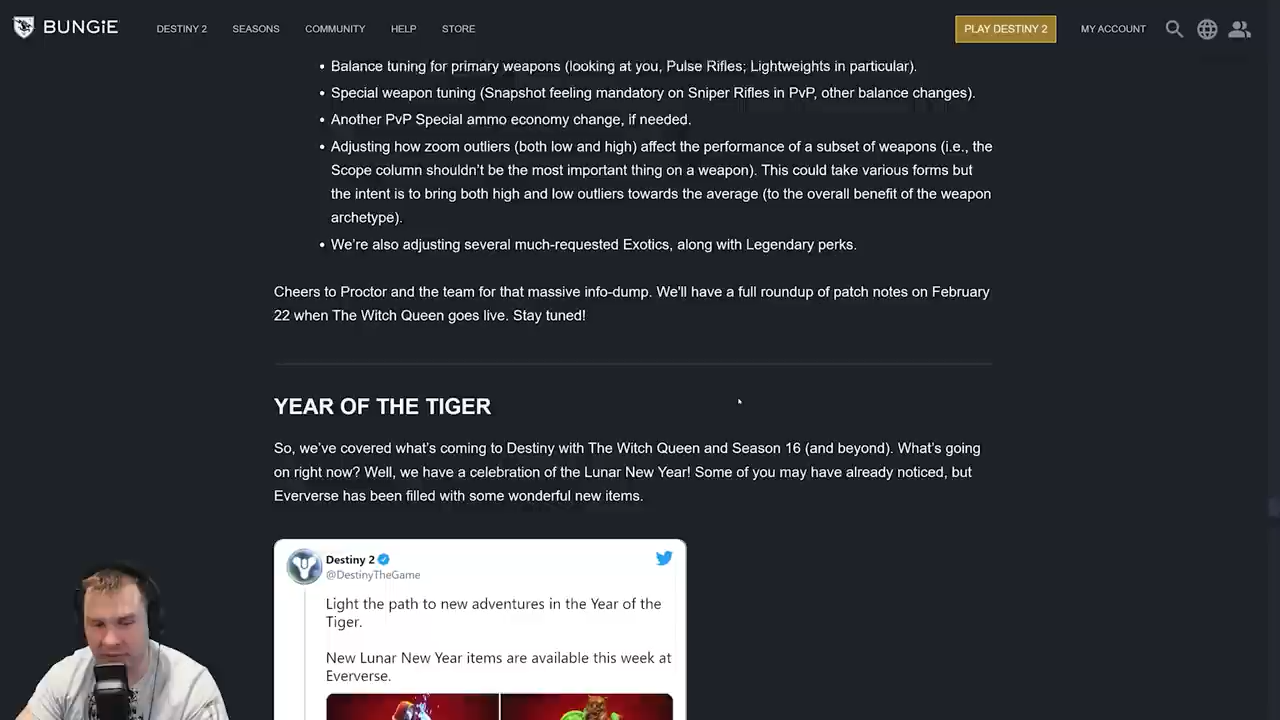 BUNGiE DESTINY 2 SEASONS COMMUNITY HELP STORE PLAY DESTINY 2 MY ACCOUNT
• Balance tuning for primary weapons (looking at you, Pulse Rifles; Lightweights in particular).
• Special weapon tuning (Snapshot feeling mandatory on Sniper Rifles in PvP, other balance changes).
• Another PvP Special ammo economy change, if needed.
• Adjusting how zoom outliers (both low and high) affect the performance of a subset of weapons (i.e., the
Scope column shouldn't be the most important thing on a weapon). This could take various forms but
the intent is to bring both high and low outliers towards the average (to the overall benefit of the weapon
archetype).
• We're also adjusting several much-requested Exotics, along with Legendary perks.
Cheers to Proctor and the team for that massive info-dump. We'll have a full roundup of patch notes on February
22 when The Witch Queen goes live. Stay tuned!
YEAR OF THE TIGER
So, we've covered what's coming to Destiny with The Witch Queen and Season 16 (and beyond). What's going
on right now? Well, we have a celebration of the Lunar New Year! Some of you may have already noticed, but
Eververse has been filled with some wonderful new items.
Destiny 2
@DestinyTheGame
Light the path to new adventures in the Year of the
Tiger.
New Lunar New Year items are available this week at
Eververse.